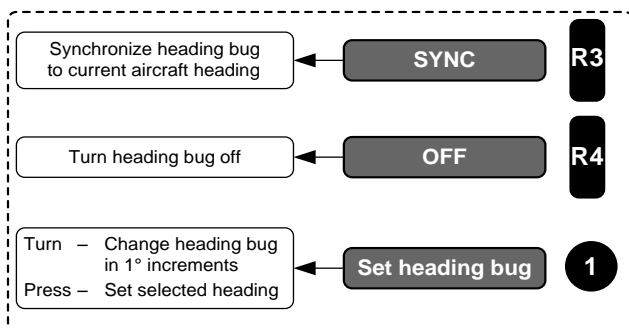 Synchronize heading bug
to current aircraft heading
SYNC
R3
Turn heading bug off
OFF
R4
Turn – Change heading bug
in 1° increments
Press – Set selected heading
Set heading bug
1